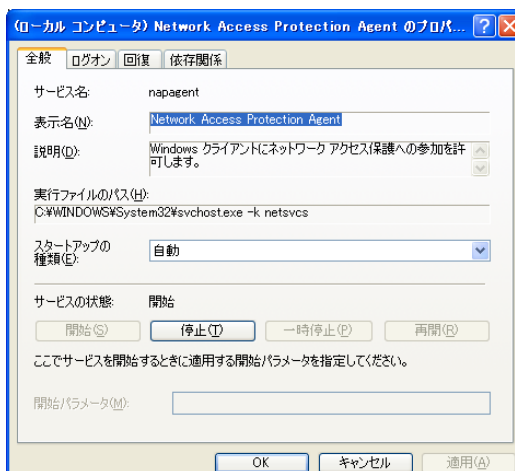 (ローカル コンピュータ) Network Access Protection Agent のプロパ...
全般 ログオン 回復 依存関係
サービス名: napagent
表示名(N): Network Access Protection Agent
説明(D): Windows クライアントにネットワーク アクセス保護への参加を許
可します。
実行ファイルのパス(H):
C:¥WINDOWS¥System32¥svchost.exe -k netsvcs
スタートアップの
種類(E): 自動
サービスの状態: 開始
開始(S) 停止(T) 一時停止(P) 再開(R)
ここでサービスを開始するときに適用する開始パラメータを指定してください。
開始パラメータ(M):
OK キャンセル 適用(A)